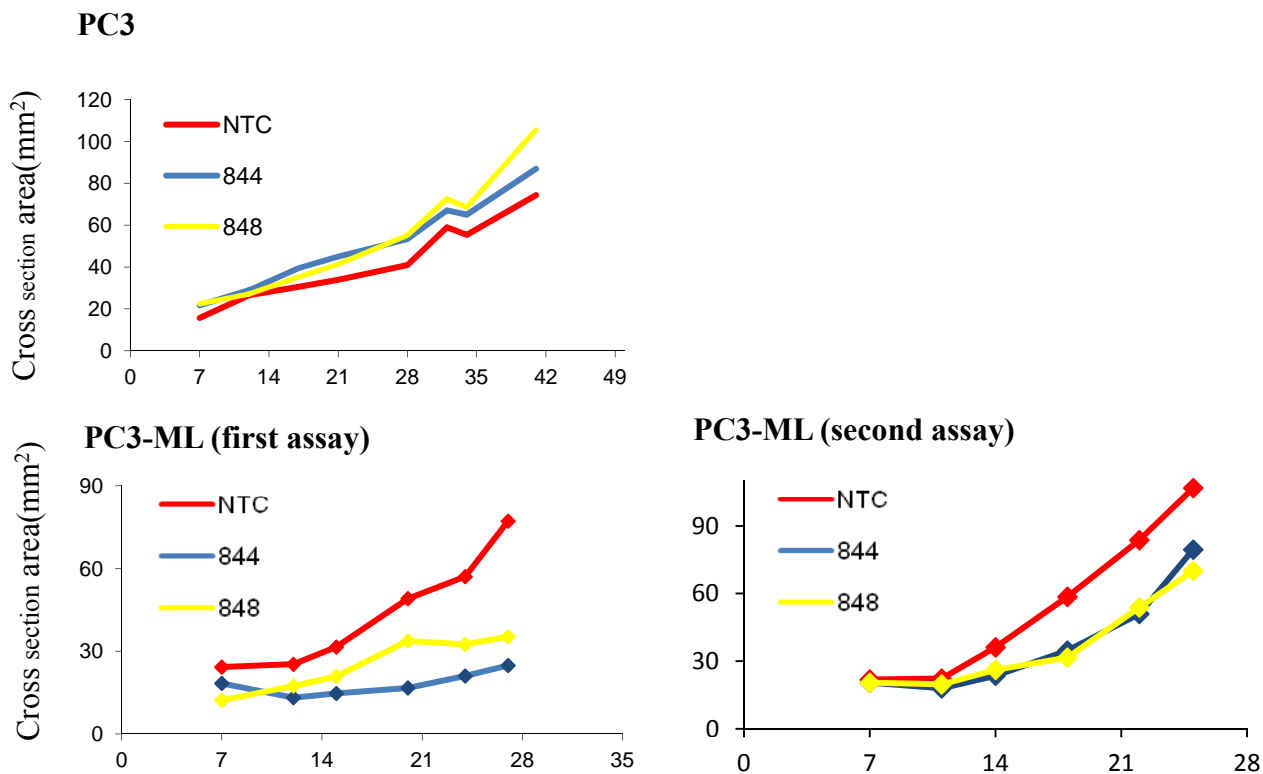 PC3
Cross section area(mm²)
120
100
80
60
40
20
0
NTC
844
848
0 7 14 21 28 35 42 49
PC3-ML (first assay)
Cross section area(mm²)
90
60
30
0
NTC
844
848
0 7 14 21 28 35
PC3-ML (second assay)
90
60
30
0
NTC
844
848
0 7 14 21 28